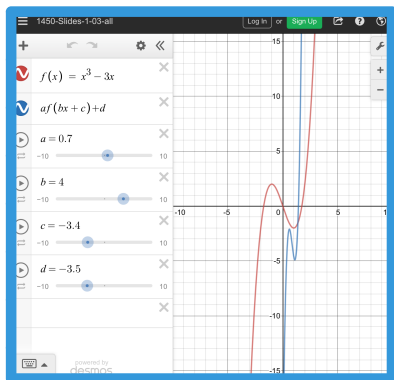 1450-Slides-1-03-all
Log In or Sign Up
f(x) = x³ − 3x
af(bx + c)+d
a = 0.7
-10 10
b = 4
-10 10
c = −3.4
-10 10
d = −3.5
-10 10
powered by
desmos
15
10
5
-10 -5 0 5 1
-5
-10
-15